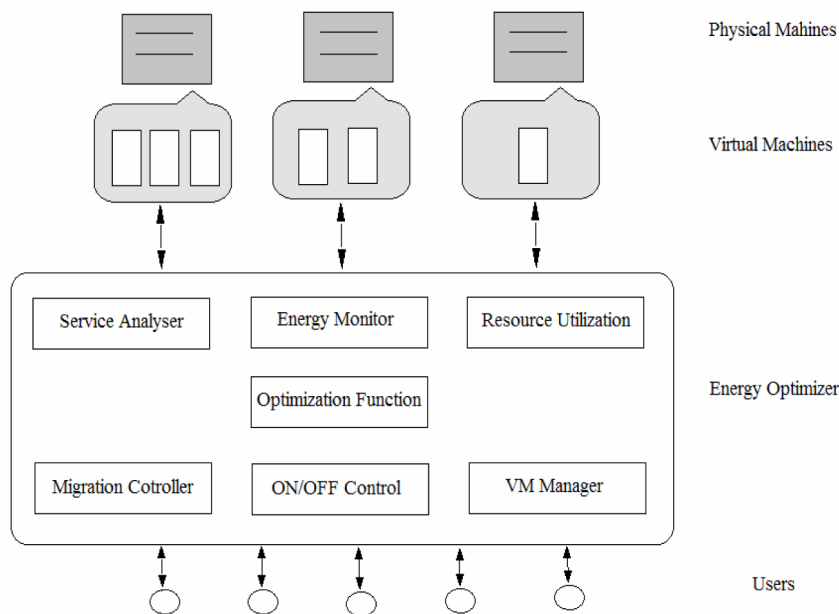 Physical Mahines
Virtual Machines
Service Analyser
Energy Monitor
Resource Utilization
Optimization Function
Energy Optimizer
Migration Cotroller
ON/OFF Control
VM Manager
Users